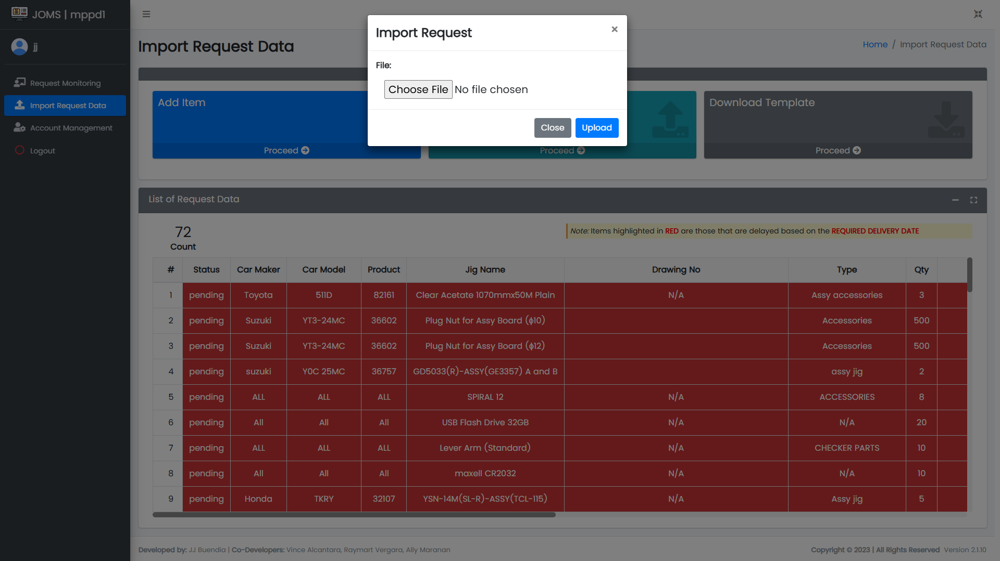 JOMS | mppd1
jj
Request Monitoring
Import Request Data
Account Management
Logout
Import Request Data
Home / Import Request Data
Import Request
×
File:
Choose File No file chosen
Close Upload
Add Item
Proceed
Proceed
Download Template
Proceed
List of Request Data
72
Count
Note: Items highlighted in RED are those that are delayed based on the REQUIRED DELIVERY DATE
# Status Car Maker Car Model Product Jig Name Drawing No Type Qty
1 pending Toyota 511D 82161 Clear Acetate 1070mmx50M Plain N/A Assy accessories 3
2 pending Suzuki YT3-24MC 36602 Plug Nut for Assy Board (ϕ10) Accessories 500
3 pending Suzuki YT3-24MC 36602 Plug Nut for Assy Board (ϕ12) Accessories 500
4 pending suzuki Y0C 25MC 36757 GD5033(R)-ASSY(GE3357) A and B assy jig 2
5 pending ALL ALL ALL SPIRAL 12 N/A ACCESSORIES 8
6 pending All All All USB Flash Drive 32GB N/A N/A 20
7 pending ALL ALL ALL Lever Arm (Standard) N/A CHECKER PARTS 10
8 pending All All All maxell CR2032 N/A N/A 10
9 pending Honda TKRY 32107 YSN-14M(SL-R)-ASSY(TCL-115) N/A Assy jig 5
Developed by: JJ Buendia | Co-Developers: Vince Alcantara, Raymart Vergara, Ally Maranan
Copyright © 2023 | All Rights Reserved Version 2.1.10